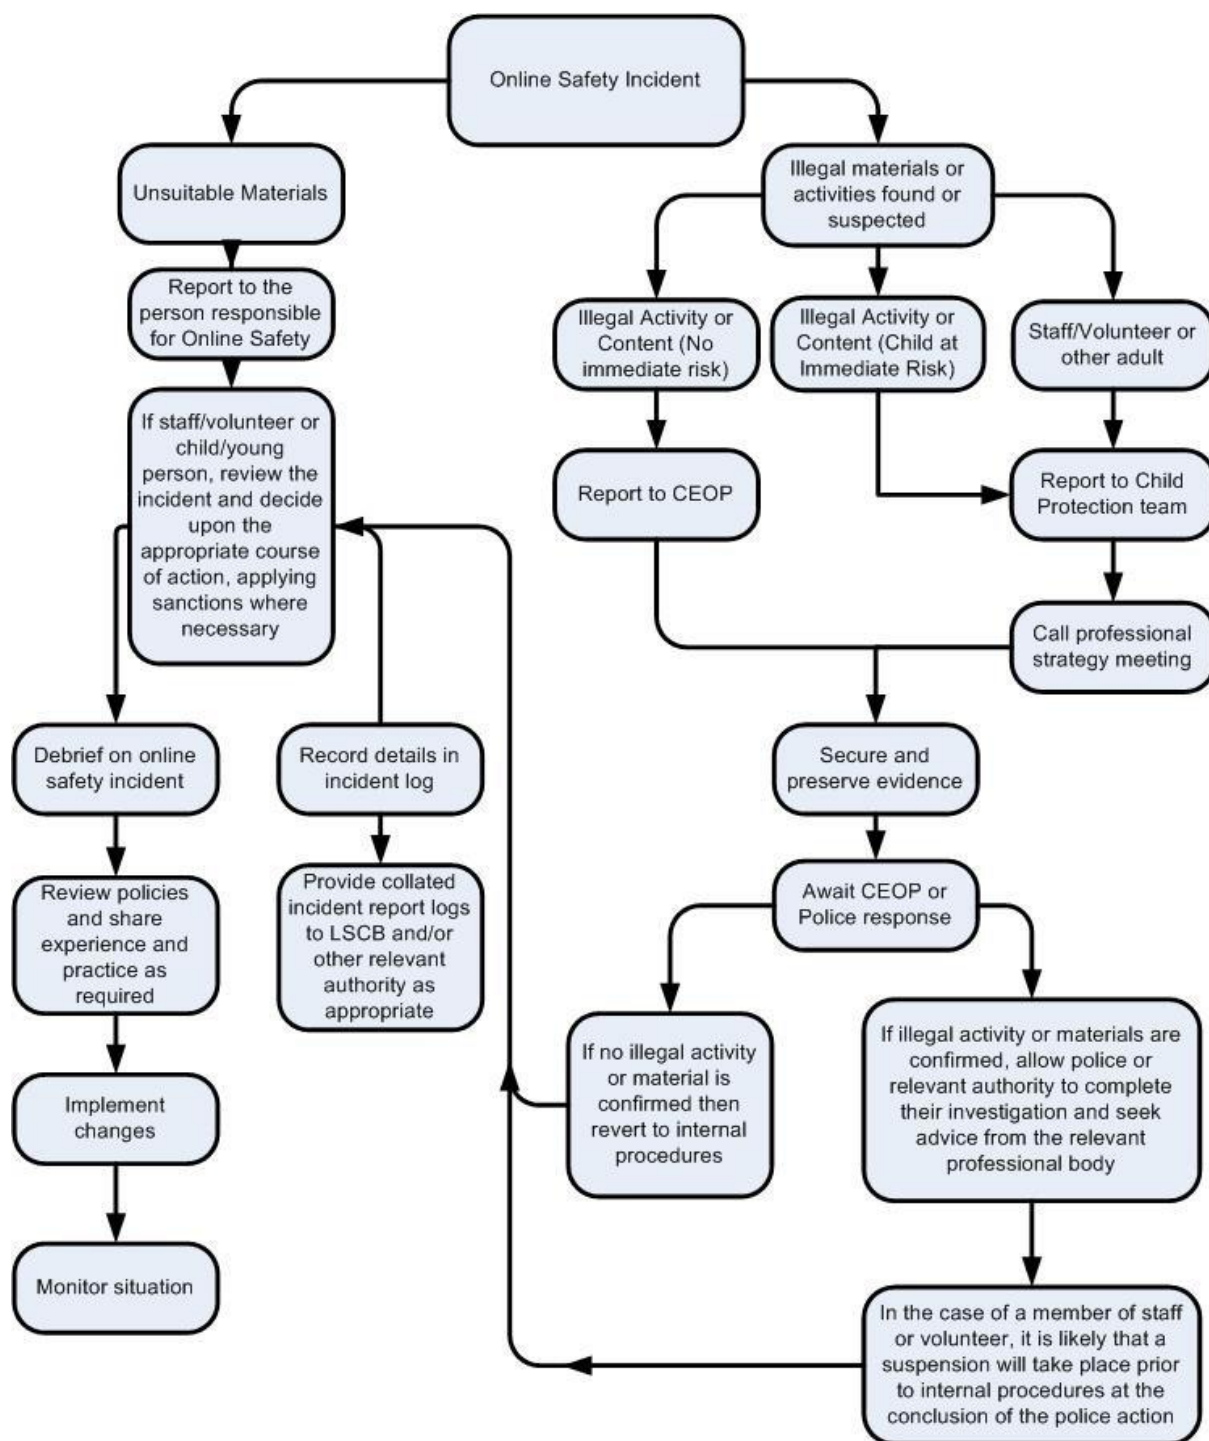 Online Safety Incident
Unsuitable Materials
Report to the
person responsible
for Online Safety
If staff/volunteer or
child/young
person, review the
incident and decide
upon the
appropriate course
of action, applying
sanctions where
necessary
Debrief on online
safety incident
Review policies
and share
experience and
practice as
required
Implement
changes
Monitor situation
Record details in
incident log
Provide collated
incident report logs
to LSCB and/or
other relevant
authority as
appropriate
Illegal materials or
activities found or
suspected
Illegal Activity or
Content (No
immediate risk)
Illegal Activity or
Content (Child at
Immediate Risk)
Staff/Volunteer or
other adult
Report to CEOP
Report to Child
Protection team
Call professional
strategy meeting
Secure and
preserve evidence
Await CEOP or
Police response
If no illegal activity
or material is
confirmed then
revert to internal
procedures
If illegal activity or materials are
confirmed, allow police or
relevant authority to complete
their investigation and seek
advice from the relevant
professional body
In the case of a member of staff
or volunteer, it is likely that a
suspension will take place prior
to internal procedures at the
conclusion of the police action